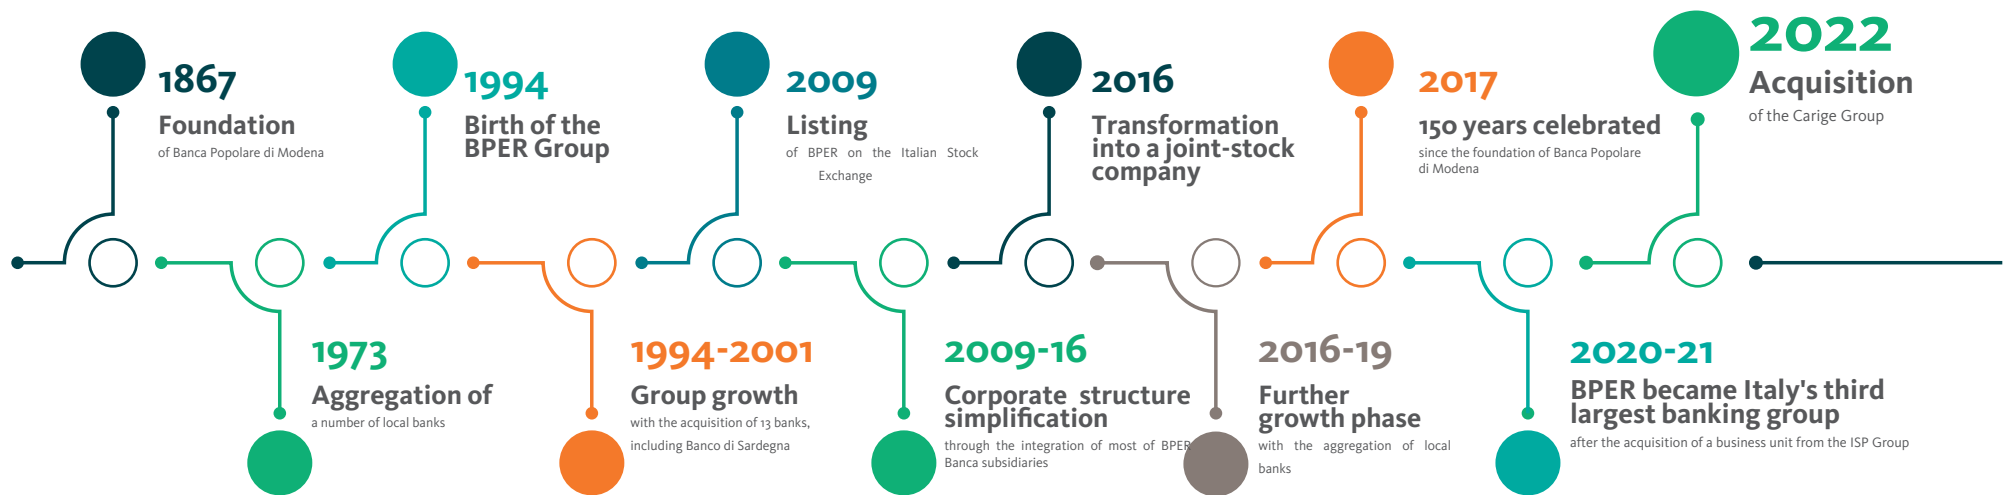 1867
Foundation
of Banca Popolare di Modena
1973
Aggregation of
a number of local banks
1994
Birth of the
BPER Group
1994-2001
Group growth
with the acquisition of 13 banks,
including Banco di Sardegna
2009
Listing
of BPER on the Italian Stock
Exchange
2009-16
Corporate structure
simplification
through the integration of most of BPER
Banca subsidiaries
2016
Transformation
into a joint-stock
company
2016-19
Further
growth phase
with the aggregation of local
banks
2017
150 years celebrated
since the foundation of Banca Popolare
di Modena
2020-21
BPER became Italy's third
largest banking group
after the acquisition of a business unit from the ISP Group
2022
Acquisition
of the Carige Group